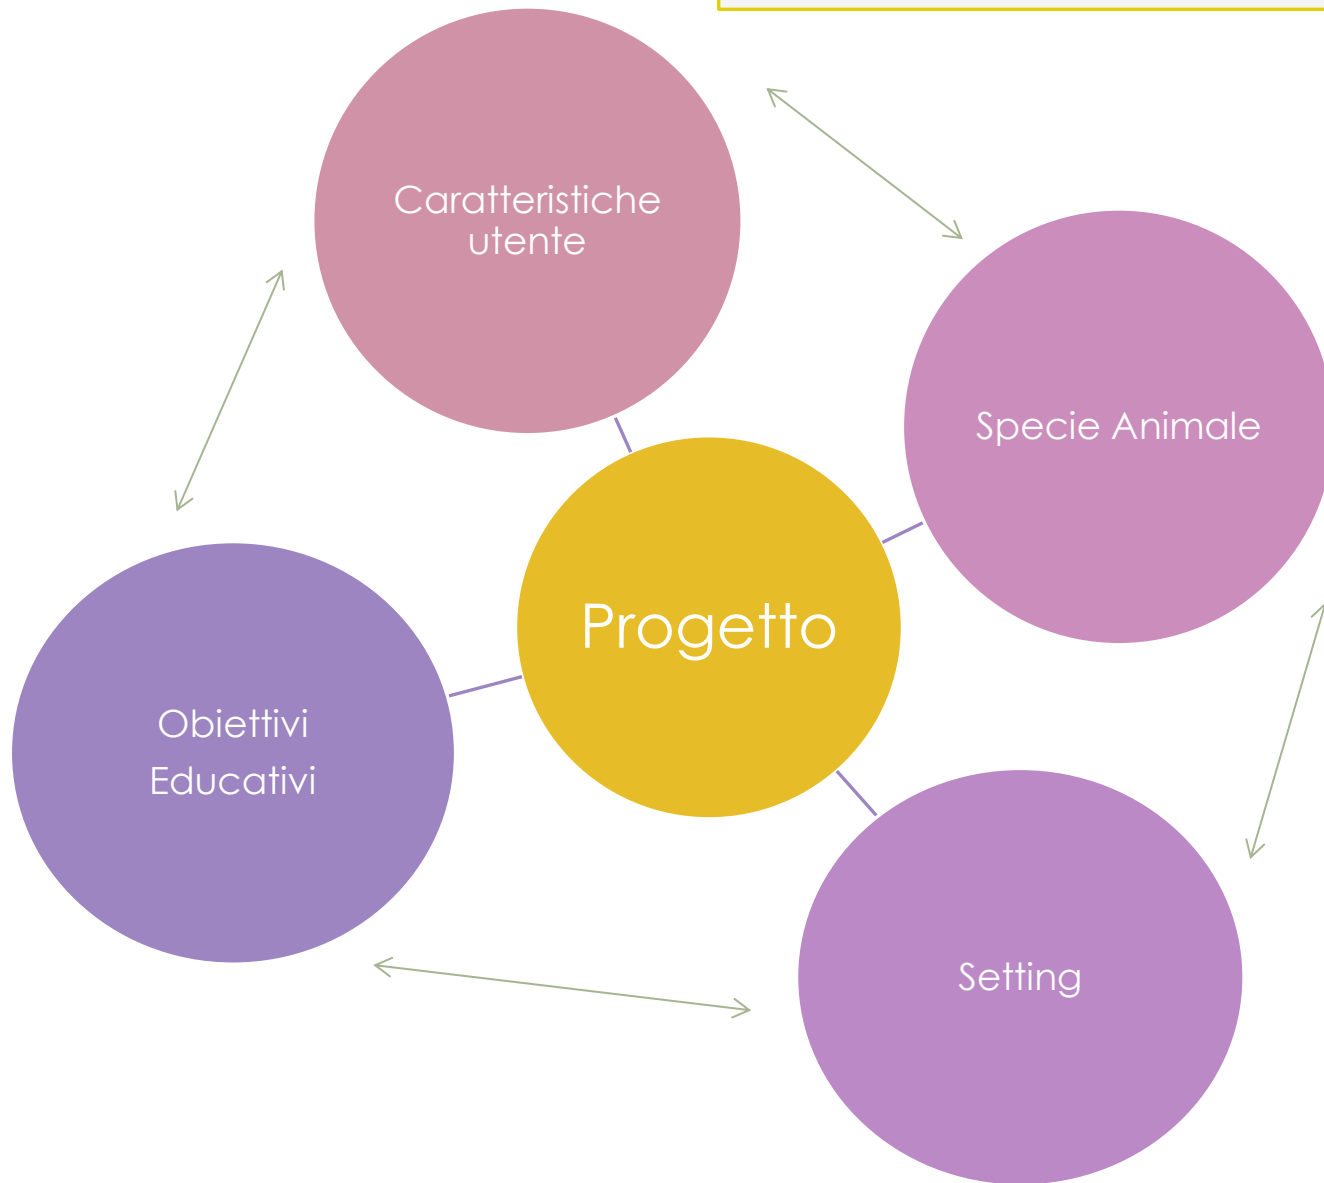 Caratteristiche
utente
Specie Animale
Progetto
Obiettivi
Educativi
Setting